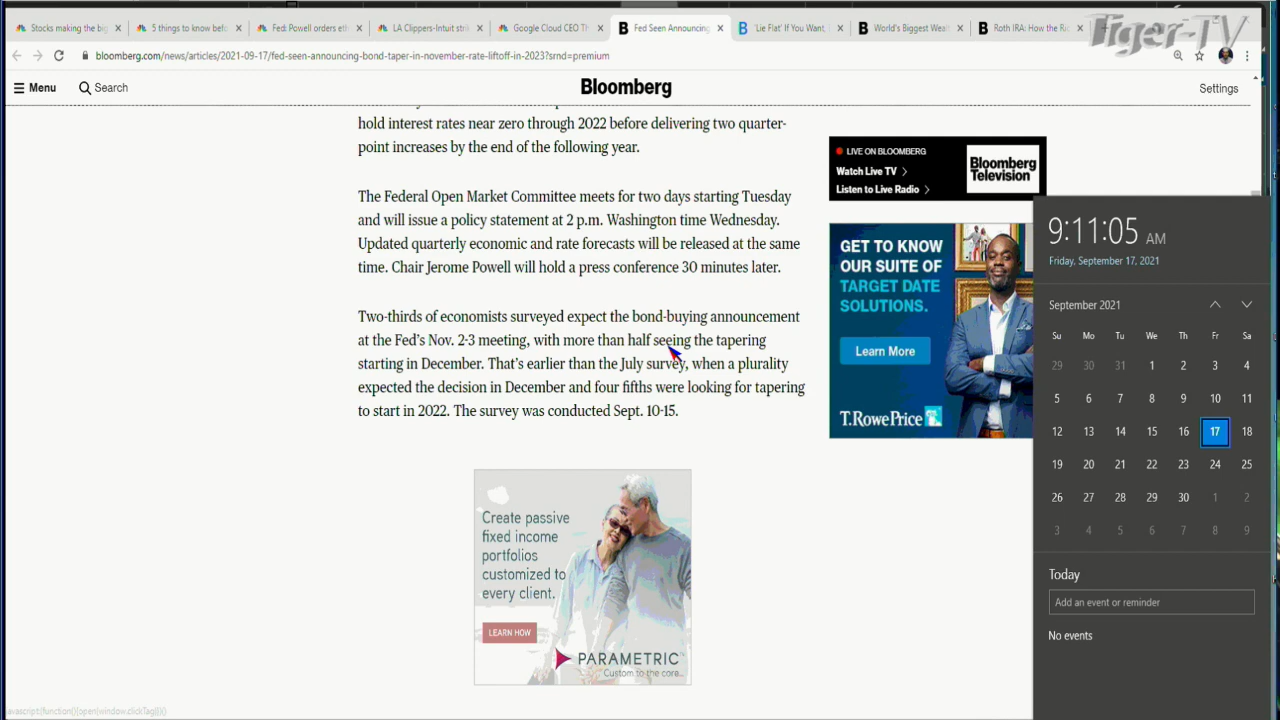 Stocks making the big
5 things to know befo
Fed: Powell orders eth
LA Clippers-Intuit stri
Google Cloud CEO Th
Fed Seen Announcing
'Lie Flat' If You Want,
World's Biggest Weal
Roth IRA: How the Ri
Tiger-TV
bloomberg.com/news/articles/2021-09-17/fed-seen-announcing-bond-taper-in-november-rate-liftoff-in-2023?srnd=premium
Menu
Search
Bloomberg
Settings
hold interest rates near zero through 2022 before delivering two quarter-
point increases by the end of the following year.
The Federal Open Market Committee meets for two days starting Tuesday
and will issue a policy statement at 2 p.m. Washington time Wednesday.
Updated quarterly economic and rate forecasts will be released at the same
time. Chair Jerome Powell will hold a press conference 30 minutes later.
Two-thirds of economists surveyed expect the bond-buying announcement
at the Fed's Nov. 2-3 meeting, with more than half seeing the tapering
starting in December. That's earlier than the July survey, when a plurality
expected the decision in December and four fifths were looking for tapering
to start in 2022. The survey was conducted Sept. 10-15.
LIVE ON BLOOMBERG
Watch Live TV
Listen to Live Radio
Bloomberg
Television
GET TO KNOW
OUR SUITE OF
TARGET DATE
SOLUTIONS.
Learn More
T.RowePrice
Create passive
fixed income
portfolios
customized to
every client.
LEARN HOW
PARAMETRIC
Custom to the core...
9:11:05 AM
Friday, September 17, 2021
September 2021
Su Mo Tu We Th Fr Sa
29 30 31 1 2 3 4
5 6 7 8 9 10 11
12 13 14 15 16 17 18
19 20 21 22 23 24 25
26 27 28 29 30 1 2
3 4 5 6 7 8 9
Today
Add an event or reminder
No events